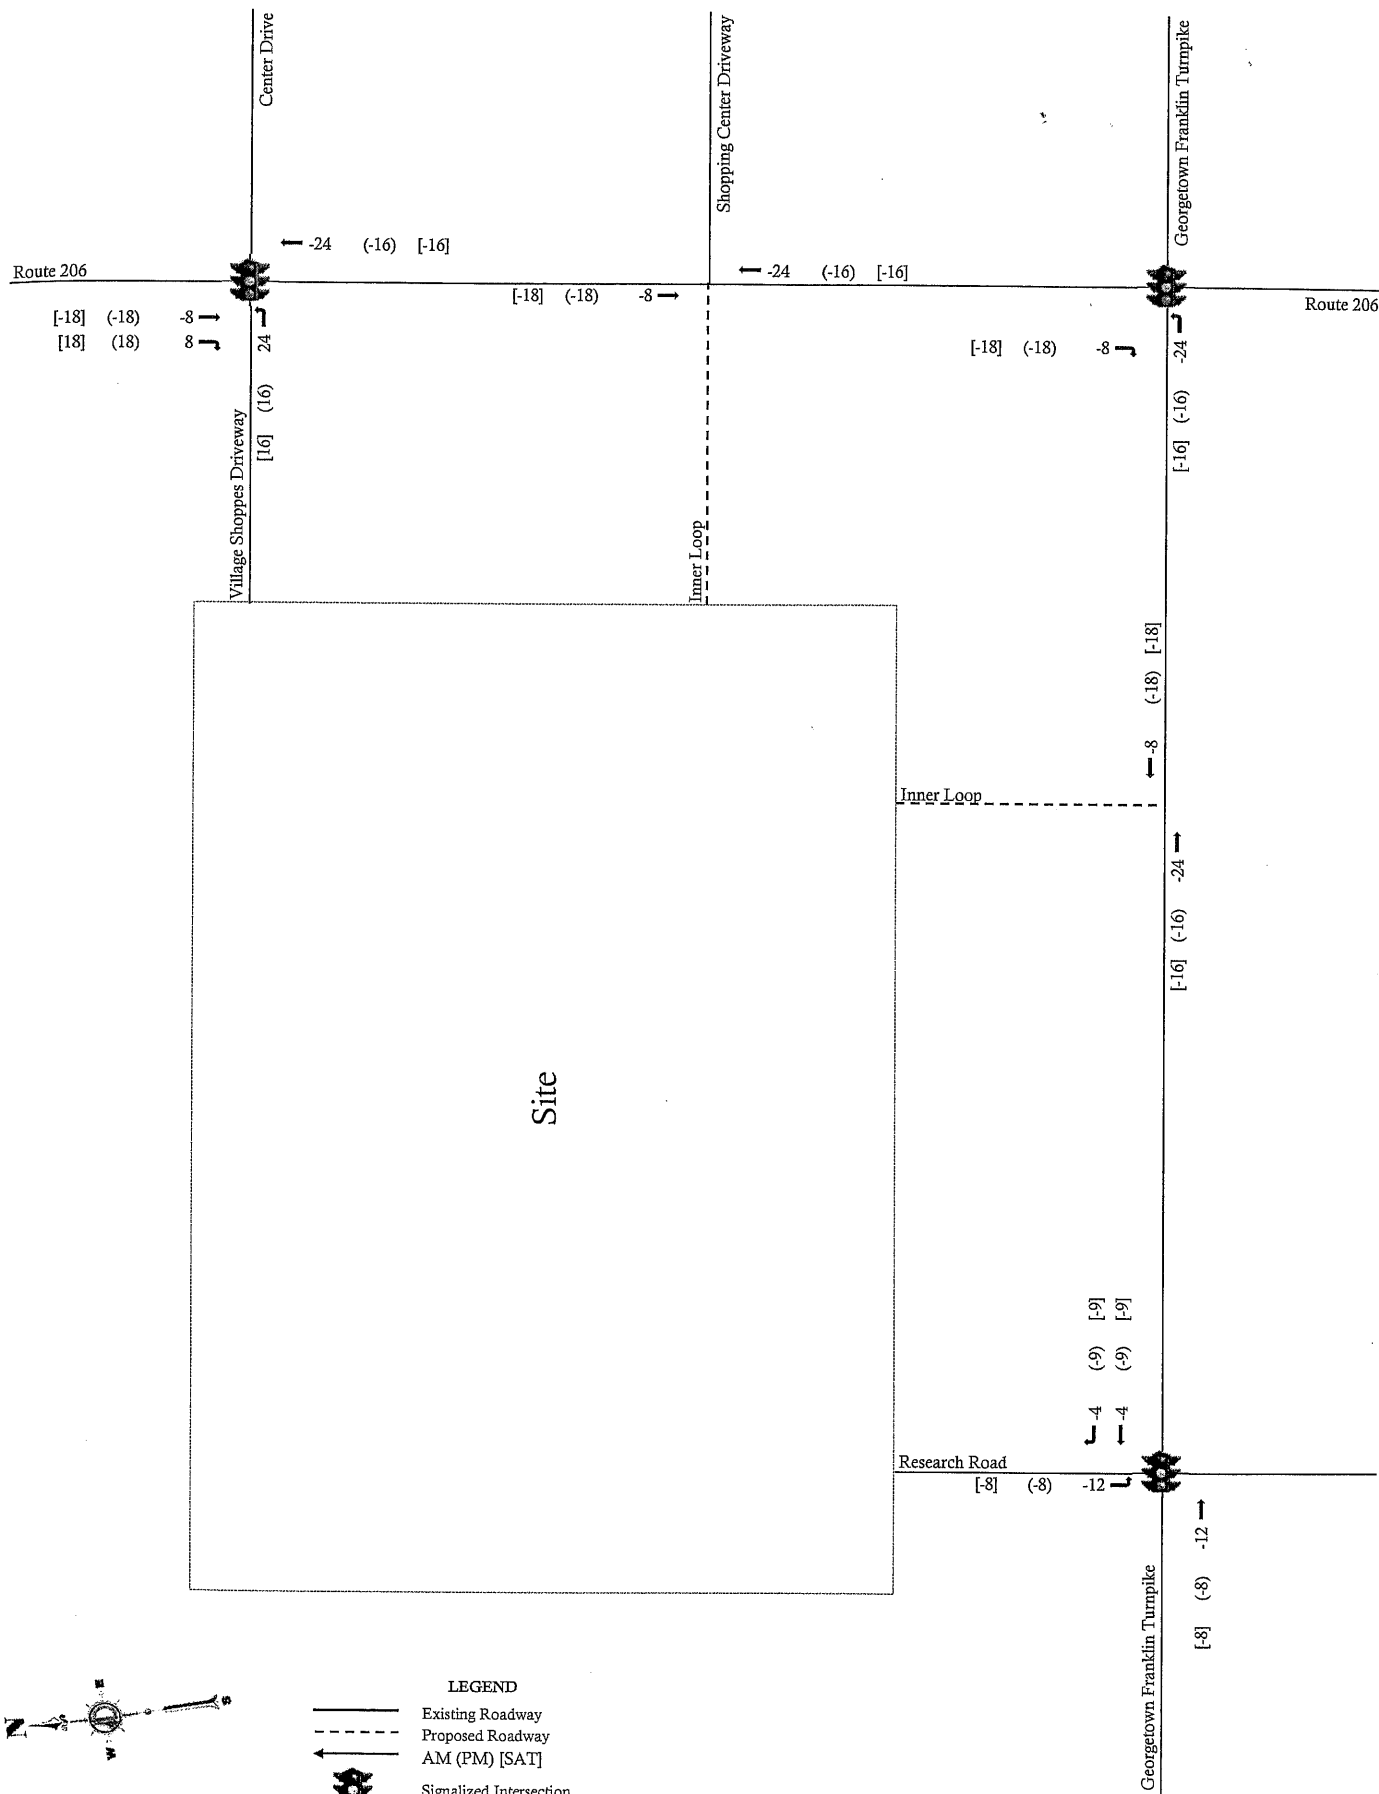 Center Drive
Shopping Center Driveway
Georgetown Franklin Turnpike
-24 (-16) [-16]
Route 206
-24 (-16) [-16]
[-18] (-18) -8
Route 206
[-18] (-18) -8
[18] (18) 8
[16] (16) 24
[-18] (-18) -8
[-16] (-16) -24
Village Shoppes Driveway
Inner Loop
-8 (-18) [-18]
Inner Loop
[-16] (-16) -24
Site
-4 (-9) [-9]
-4 (-9) [-9]
Research Road
[-8] (-8) -12
[-8] (-8) -12
Georgetown Franklin Turnpike
N
E
W
S
LEGEND
Existing Roadway
Proposed Roadway
AM (PM) [SAT]
Signalized Intersection